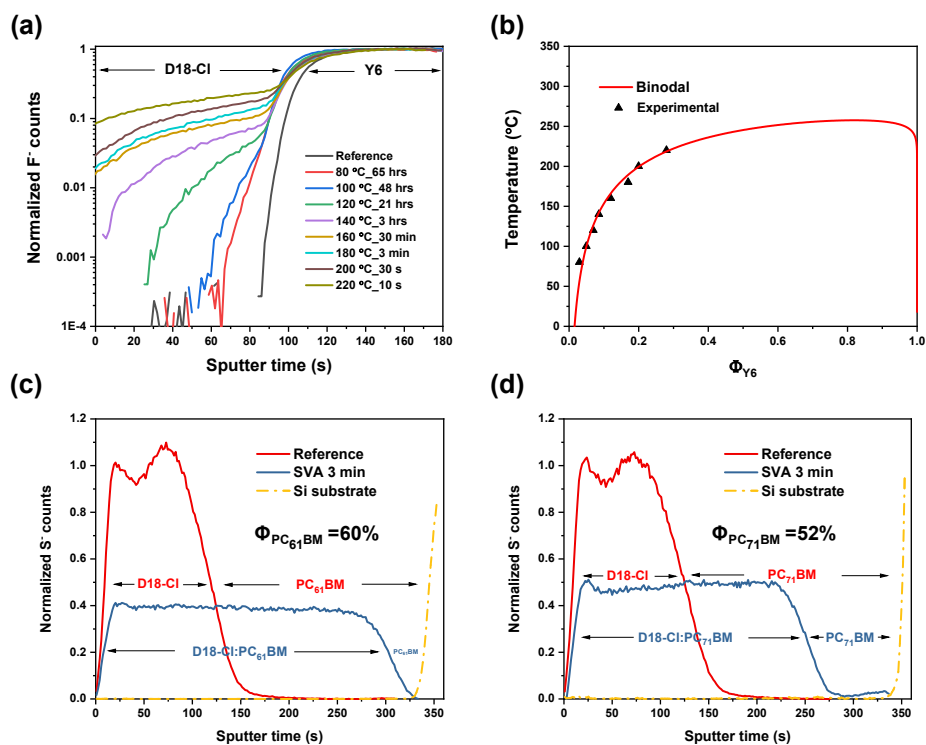 (a)
1
0.1
0.01
0.001
1E-4
Normalized F⁻ counts
D18-Cl
Y6
Reference
80 ºC_65 hrs
100 ºC_48 hrs
120 ºC_21 hrs
140 ºC_3 hrs
160 ºC_30 min
180 ºC_3 min
200 ºC_30 s
220 ºC_10 s
0 20 40 60 80 100 120 140 160 180
Sputter time (s)
(b)
350
300
250
200
150
100
50
0
Temperature (ºC)
Binodal
Experimental
0.0 0.2 0.4 0.6 0.8 1.0
Φ_Y6
(c)
1.2
1.0
0.8
0.6
0.4
0.2
0.0
Normalized S⁻ counts
Reference
SVA 3 min
Si substrate
Φ_PC₆₁BM =60%
D18-Cl
PC₆₁BM
D18-Cl:PC₆₁BM
PC₆₁BM
0 50 100 150 200 250 300 350
Sputter time (s)
(d)
1.2
1.0
0.8
0.6
0.4
0.2
0.0
Normalized S⁻ counts
Reference
SVA 3 min
Si substrate
Φ_PC₇₁BM =52%
D18-Cl
PC₇₁BM
D18-Cl:PC₇₁BM
PC₇₁BM
0 50 100 150 200 250 300 350
Sputter time (s)